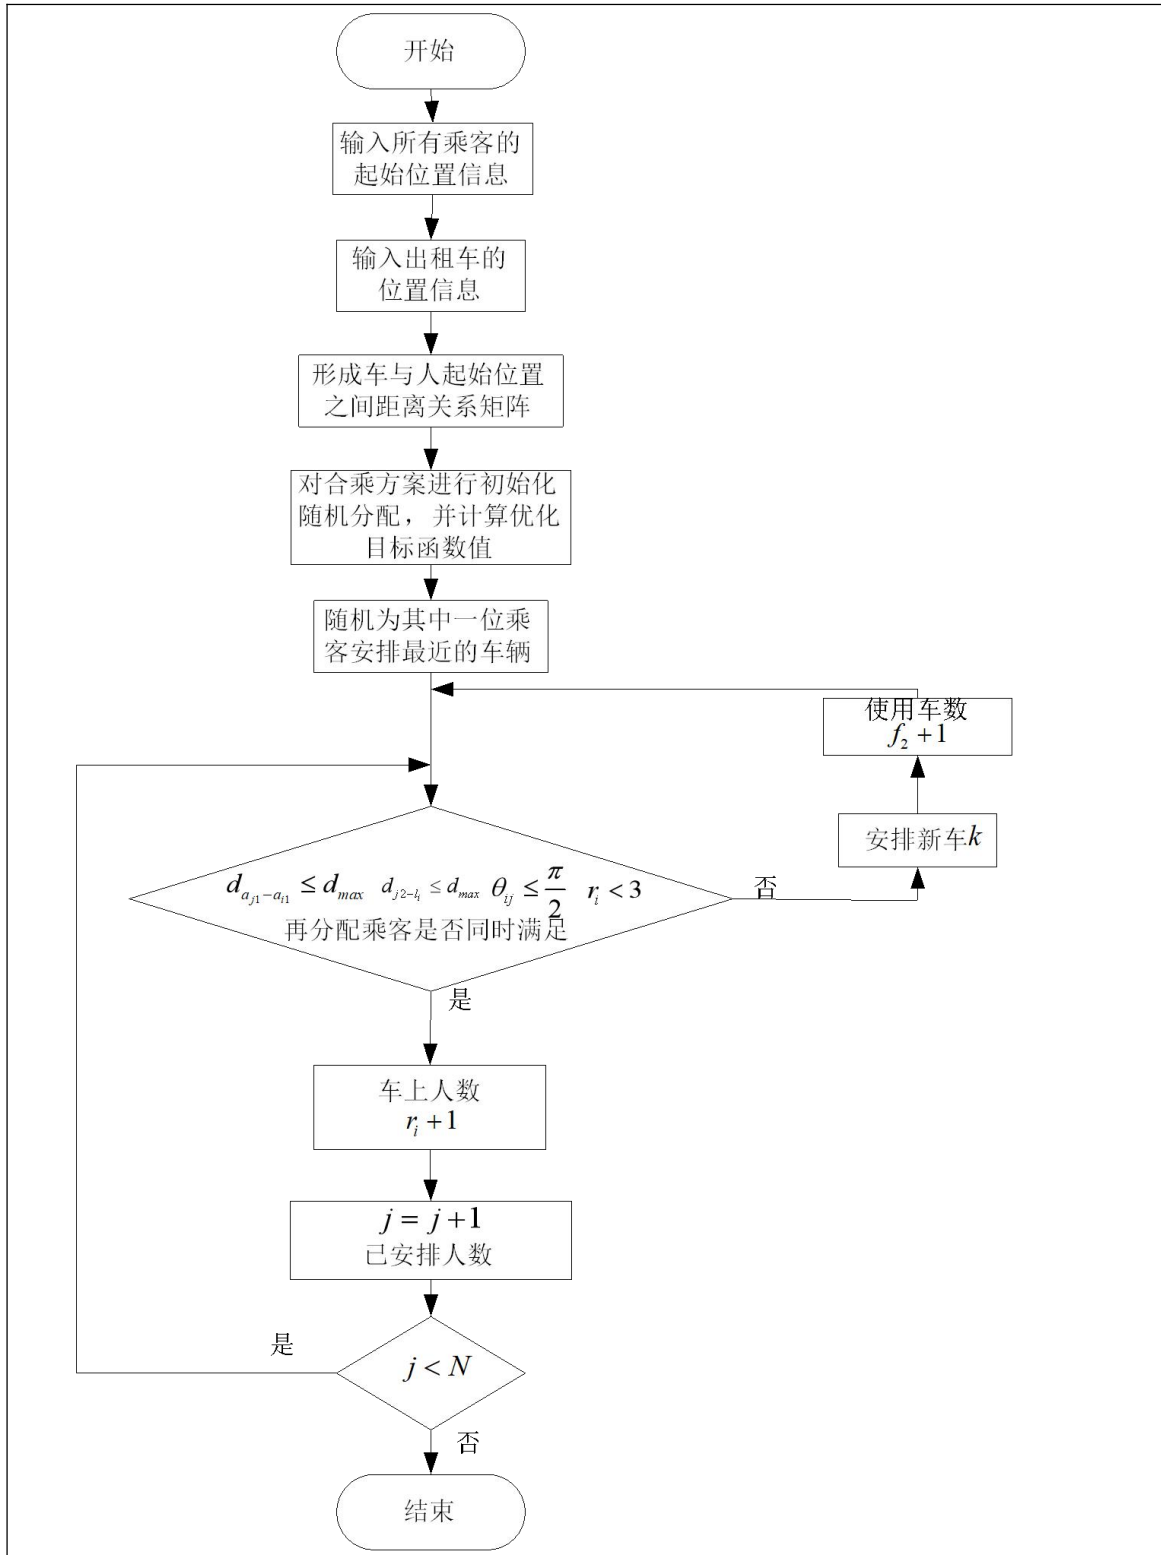 开始
输入所有乘客的
起始位置信息
输入出租车的
位置信息
形成车与人起始位置
之间距离关系矩阵
对合乘方案进行初始化
随机分配，并计算优化
目标函数值
随机为其中一位乘
客安排最近的车辆
使用车数
f₂+1
安排新车k
d_{a_{j1}-a_{i1}} ≤ d_{max} d_{j2-l_i} ≤ d_{max} θ_{ij} ≤ π/2 r_i < 3
再分配乘客是否同时满足
否
是
车上人数
r_i+1
j = j+1
已安排人数
是
j < N
否
结束